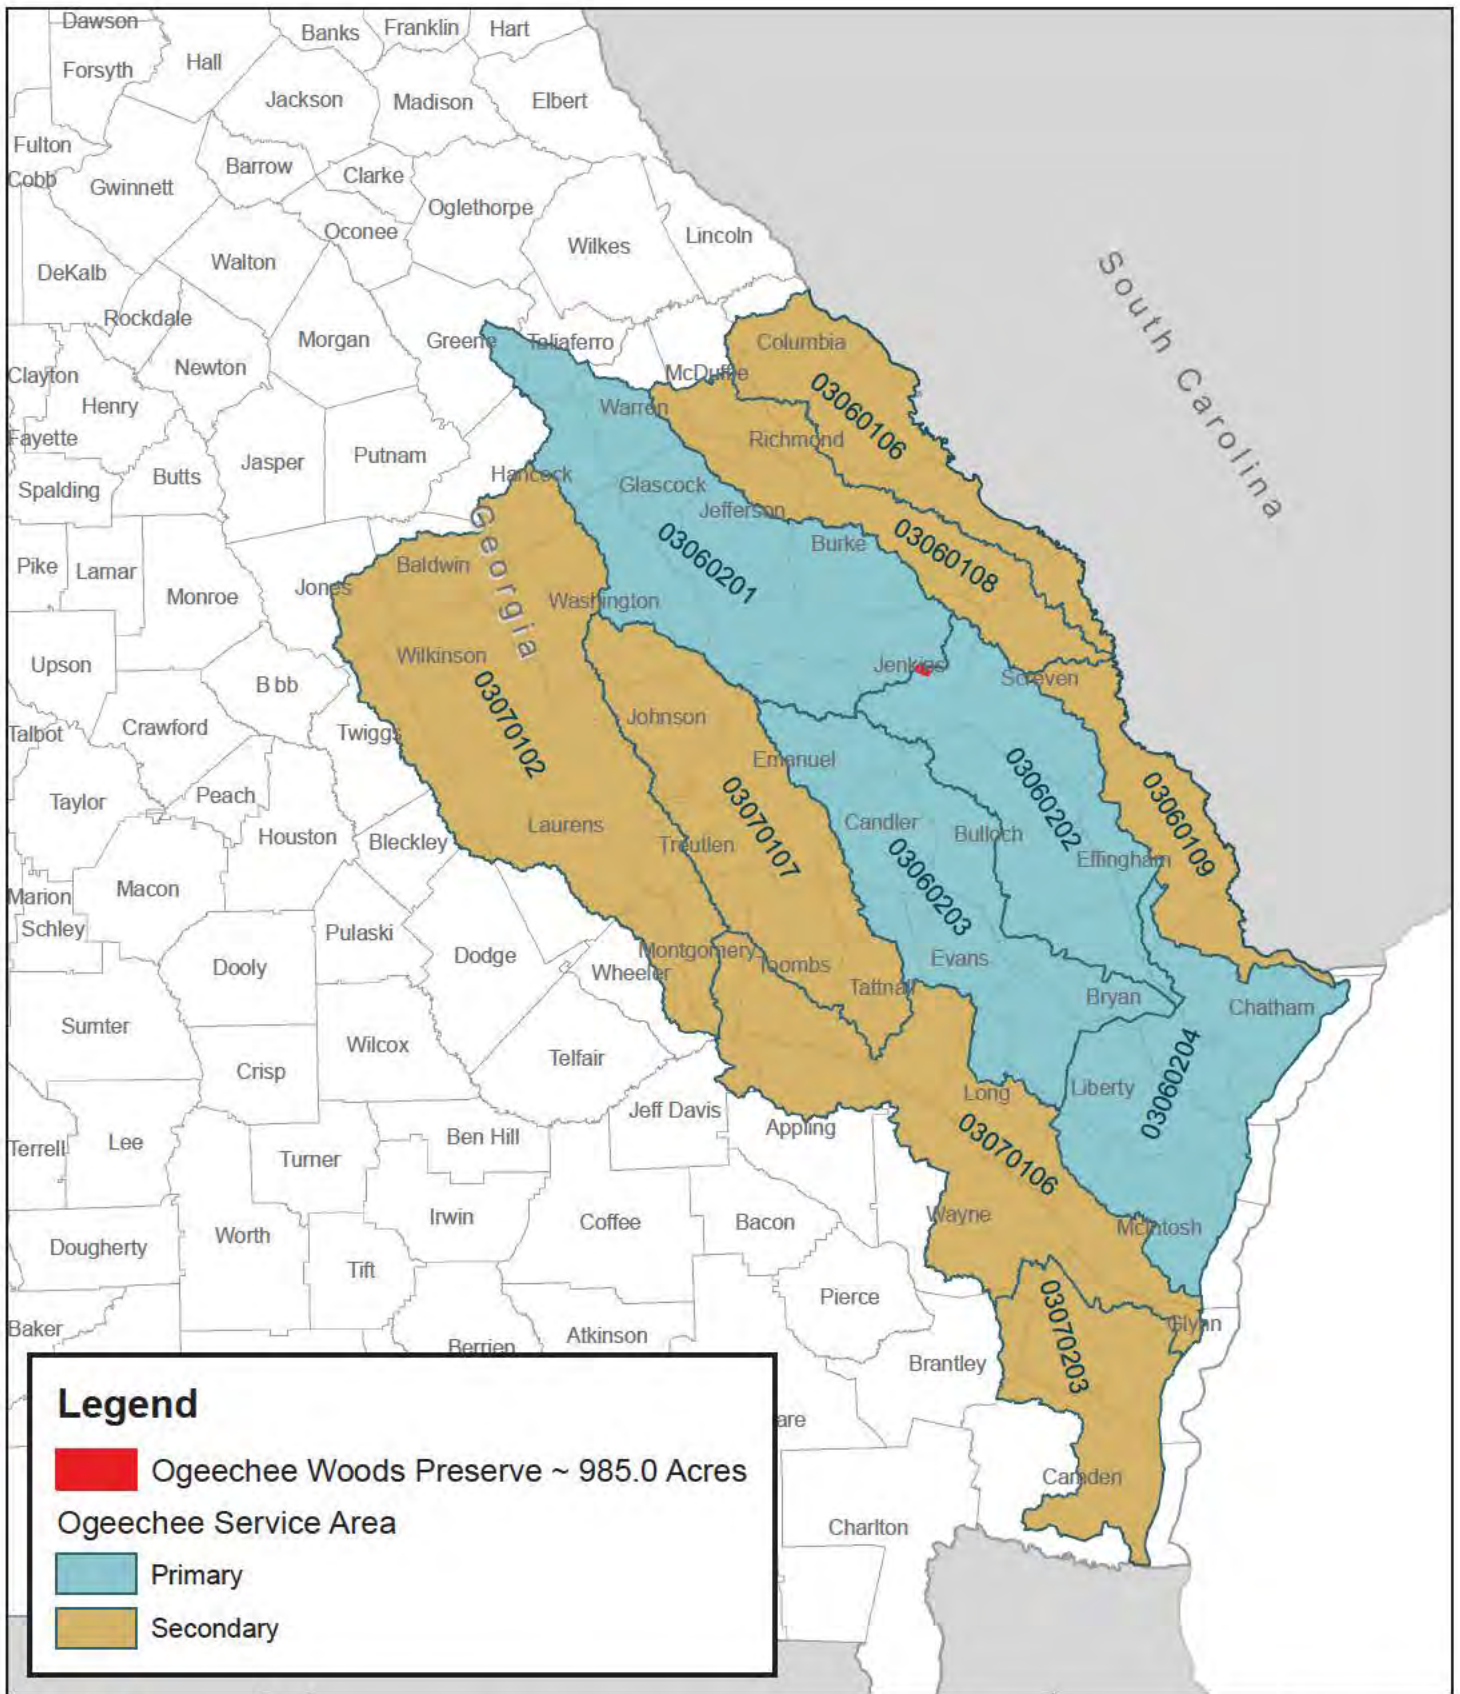 Dawson
Banks
Franklin
Hart
Forsyth
Hall
Jackson
Madison
Elbert
Fulton
Cobb
Gwinnett
Barrow
Clarke
Oglethorpe
Oconee
Wilkes
Lincoln
DeKalb
Walton
Rockdale
Morgan
Greene
Taliaferro
Columbia
South Carolina
Clayton
Newton
McDuffie
Henry
Warren
03060106
Fayette
Richmond
Spalding
Butts
Jasper
Putnam
Hancock
Glascock
Jefferson
Georgia
Burke
03060201
03060108
Pike
Lamar
Monroe
Jones
Baldwin
Washington
Upson
Wilkinson
Jenkins
Screven
Bibb
03070102
Talbot
Crawford
Twiggs
Johnson
Emanuel
Taylor
Peach
Houston
Bleckley
Laurens
Treutlen
03070107
Candler
03060203
Bulloch
03060202
Effingham
03060109
Marion
Macon
Schley
Pulaski
Dooly
Dodge
Wheeler
Montgomery
Toombs
Tattnall
Evans
Bryan
Chatham
Sumter
Wilcox
Telfair
Crisp
Long
Liberty
03060204
Terrell
Lee
Turner
Ben Hill
Jeff Davis
Appling
03070106
Dougherty
Worth
Irwin
Coffee
Bacon
Wayne
McIntosh
Tift
Pierce
03070203
Glynn
Baker
Berrien
Atkinson
Brantley
are
Camden
Charlton
Legend
Ogeechee Woods Preserve ~ 985.0 Acres
Ogeechee Service Area
Primary
Secondary